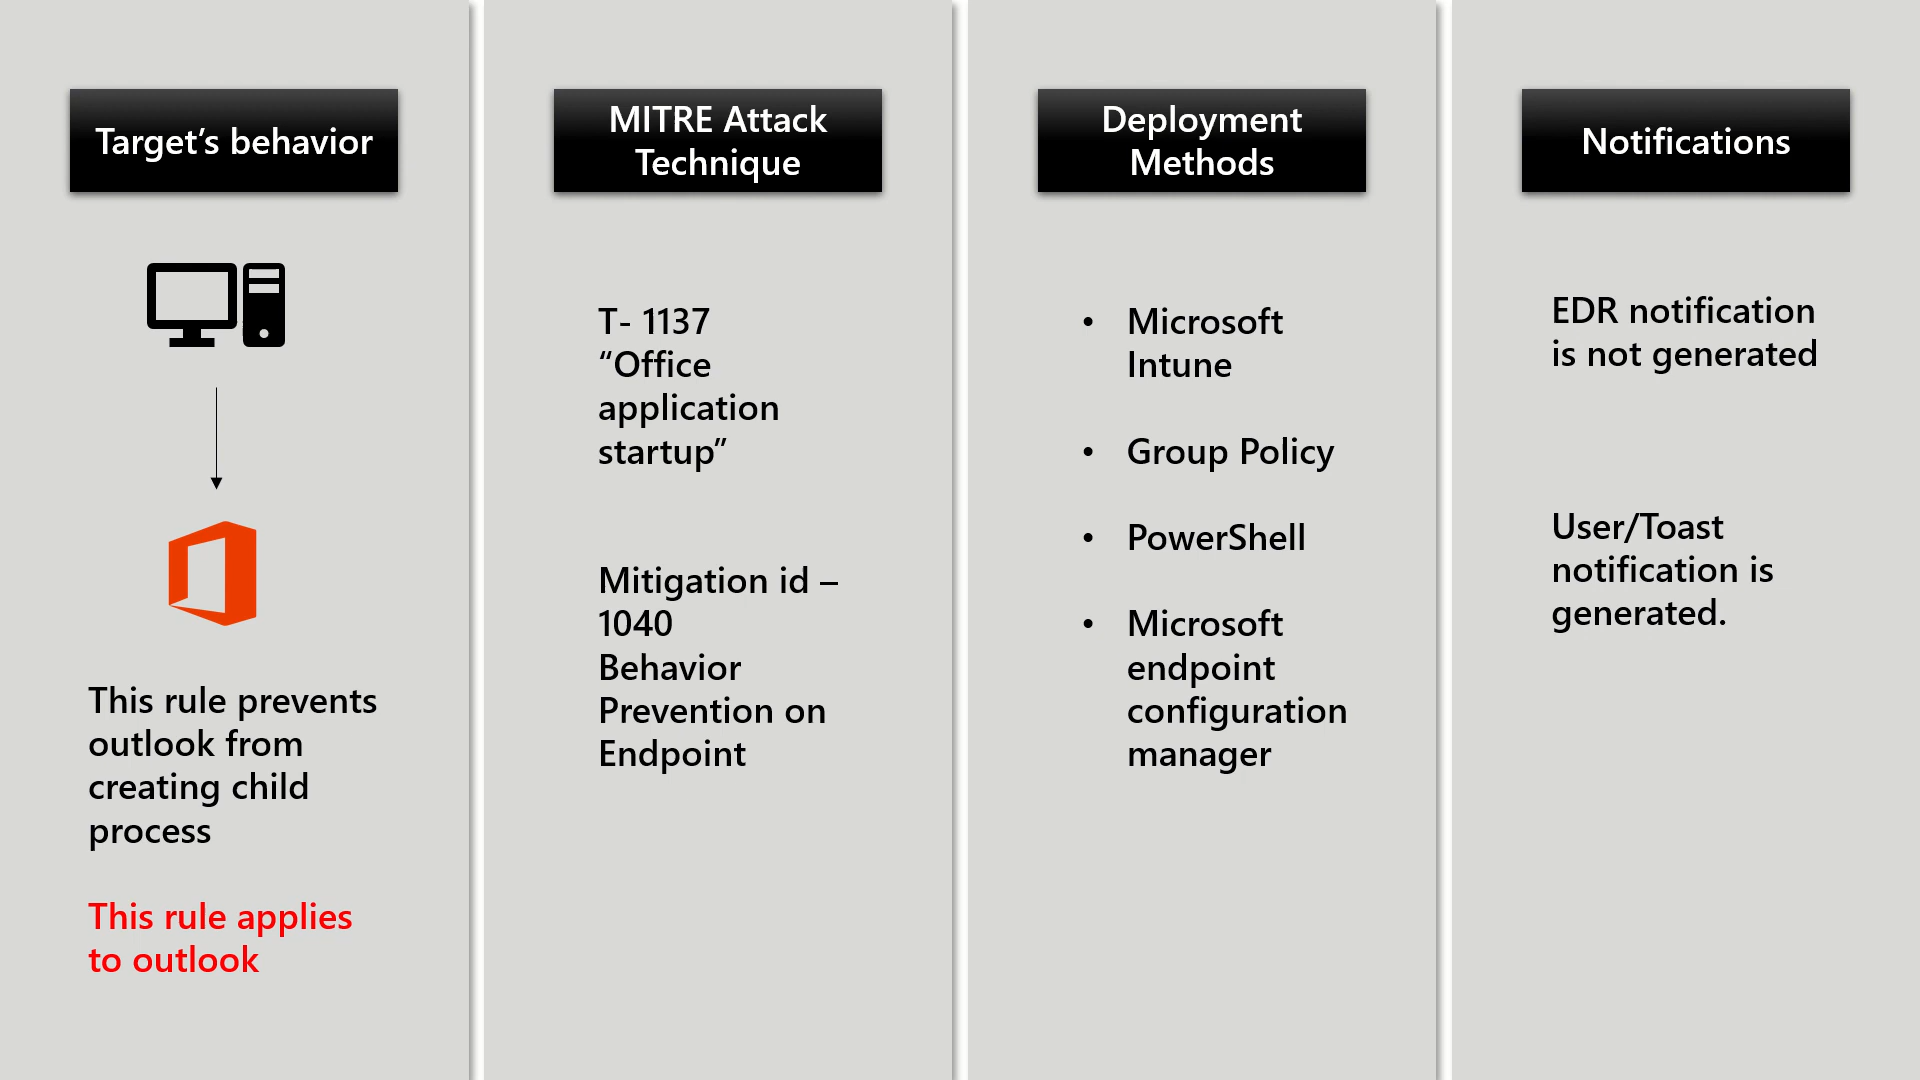 Target’s behavior
This rule prevents
outlook from
creating child
process
This rule applies
to outlook
MITRE Attack
Technique
T- 1137
“Office
application
startup”
Mitigation id –
1040
Behavior
Prevention on
Endpoint
Deployment
Methods
• Microsoft
Intune
• Group Policy
• PowerShell
• Microsoft
endpoint
configuration
manager
Notifications
EDR notification
is not generated
User/Toast
notification is
generated.